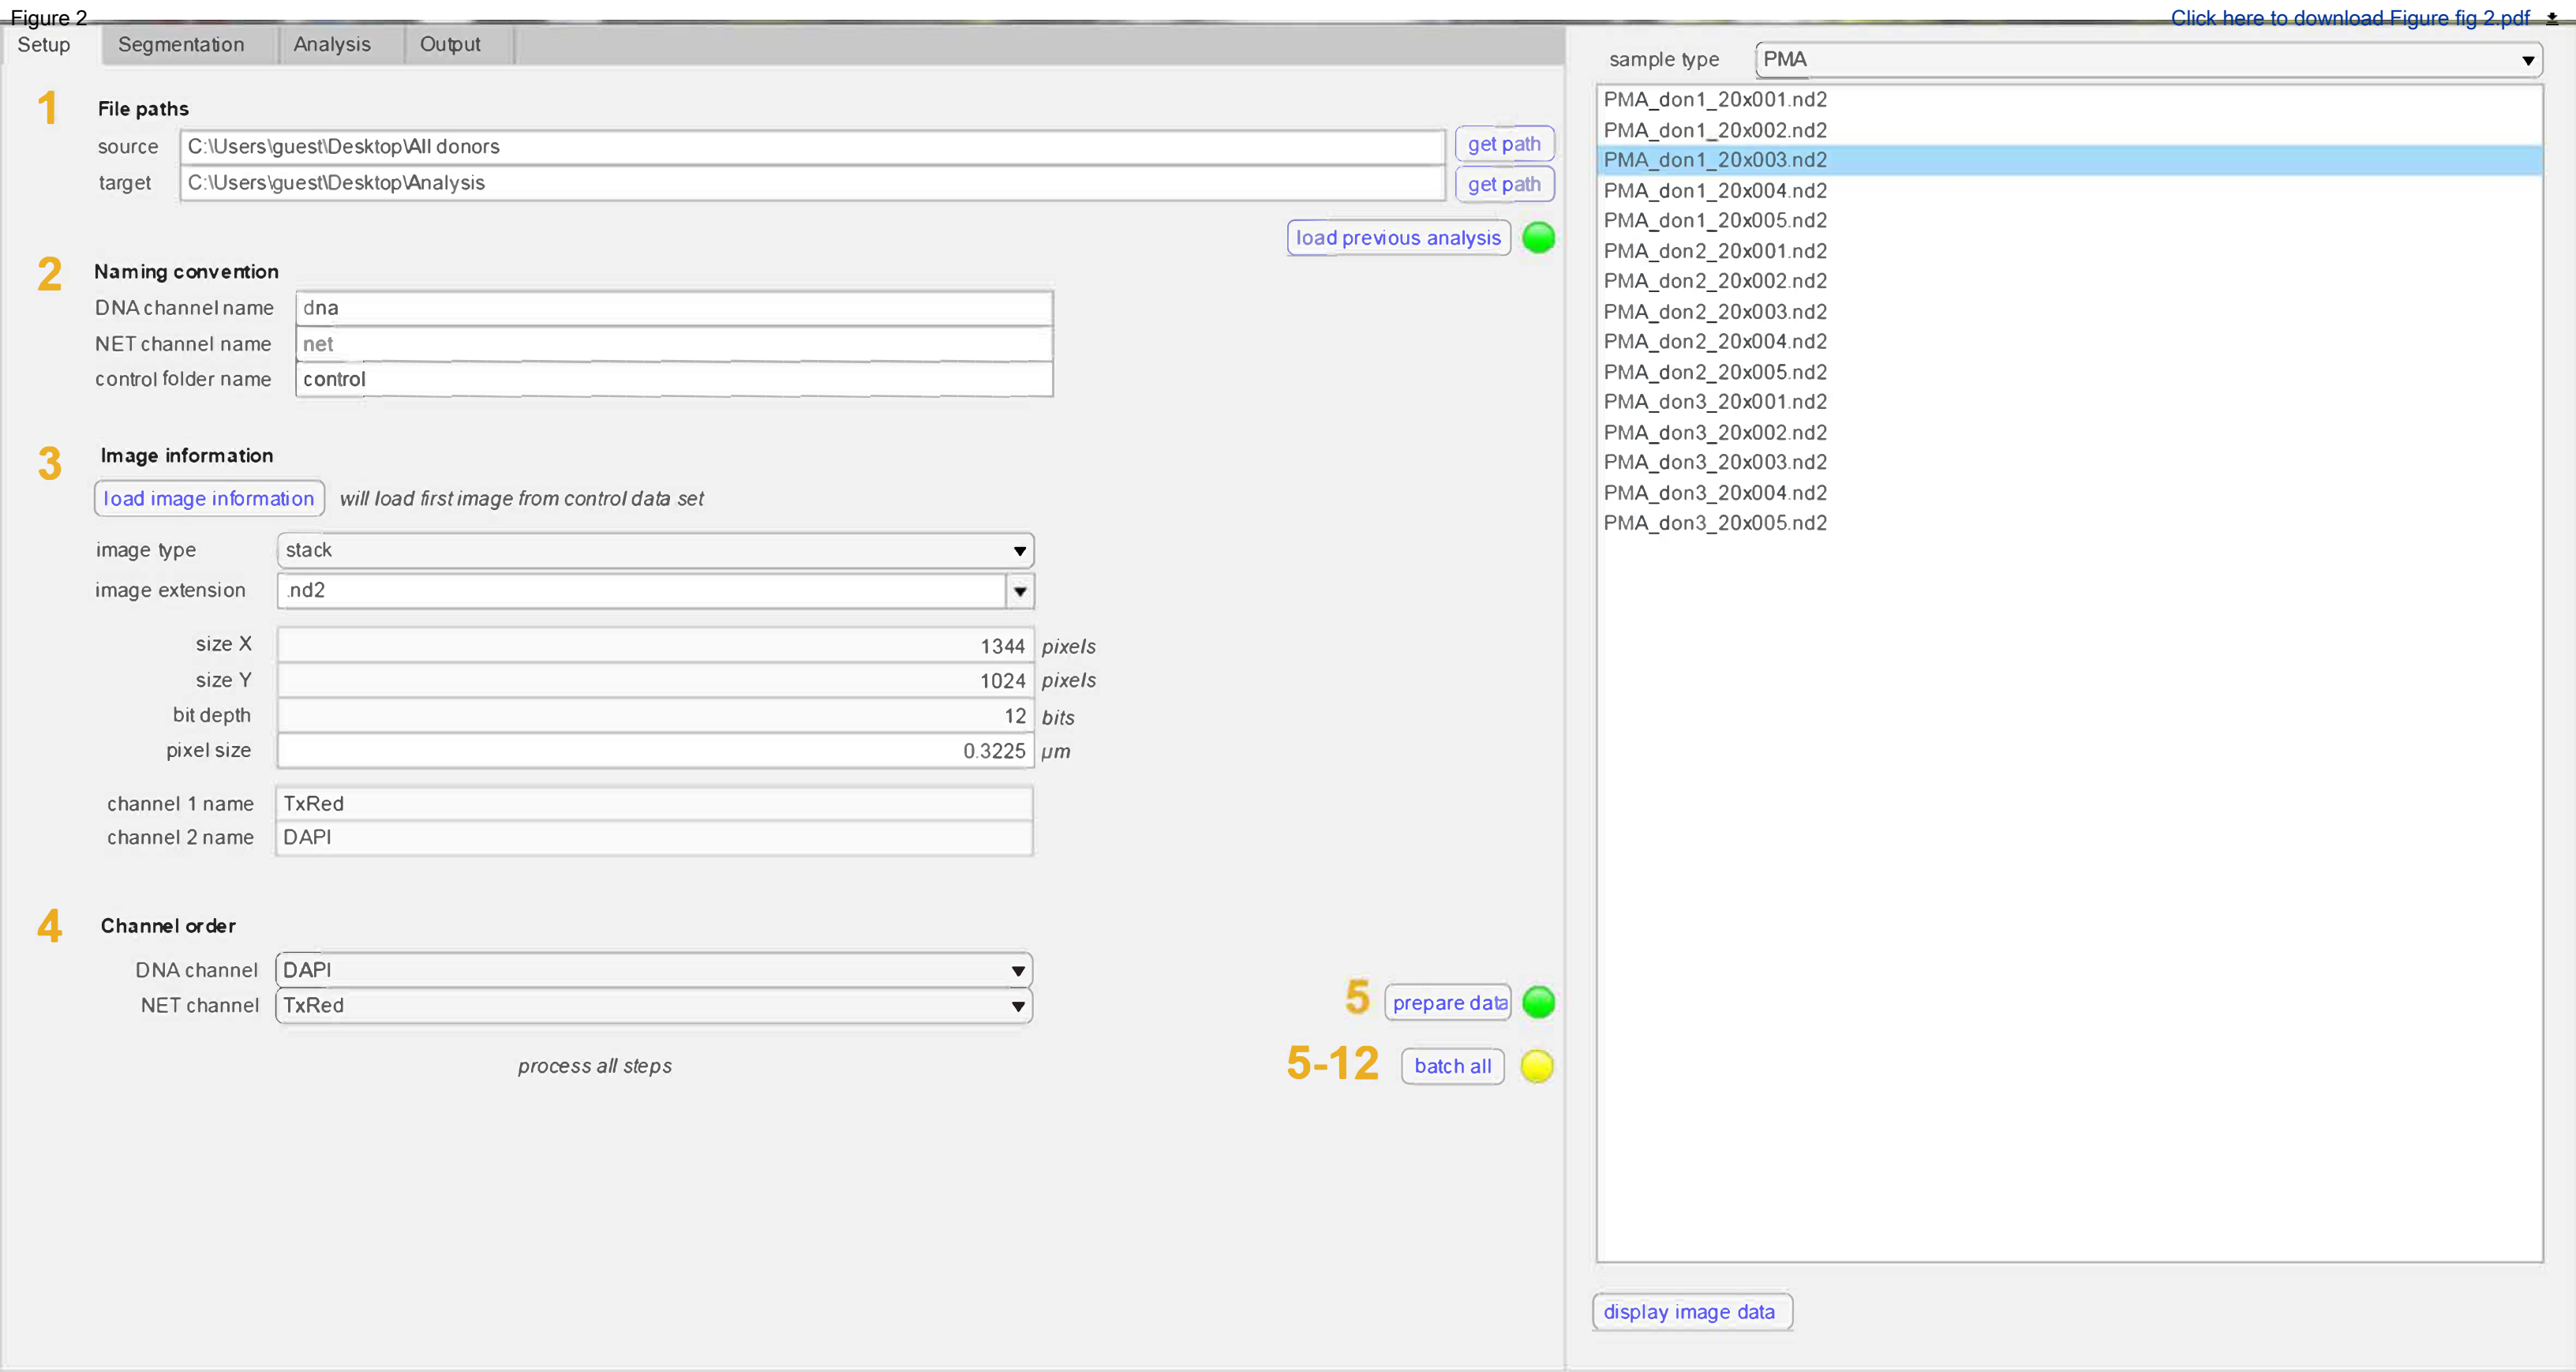 Figure 2
Click here to download Figure fig 2.pdf
Setup Segmentation Analysis Output
1 File paths
source C:\Users\guest\Desktop\All donors get path
target C:\Users\guest\Desktop\Analysis get path
load previous analysis
2 Naming convention
DNA channel name dna
NET channel name net
control folder name control
3 Image information
load image information will load first image from control data set
image type stack
image extension .nd2
size X 1344 pixels
size Y 1024 pixels
bit depth 12 bits
pixel size 0.3225 µm
channel 1 name TxRed
channel 2 name DAPI
4 Channel order
DNA channel DAPI
NET channel TxRed
5 prepare data
process all steps 5-12 batch all
sample type PMA
PMA_don1_20x001.nd2
PMA_don1_20x002.nd2
PMA_don1_20x003.nd2
PMA_don1_20x004.nd2
PMA_don1_20x005.nd2
PMA_don2_20x001.nd2
PMA_don2_20x002.nd2
PMA_don2_20x003.nd2
PMA_don2_20x004.nd2
PMA_don2_20x005.nd2
PMA_don3_20x001.nd2
PMA_don3_20x002.nd2
PMA_don3_20x003.nd2
PMA_don3_20x004.nd2
PMA_don3_20x005.nd2
display image data